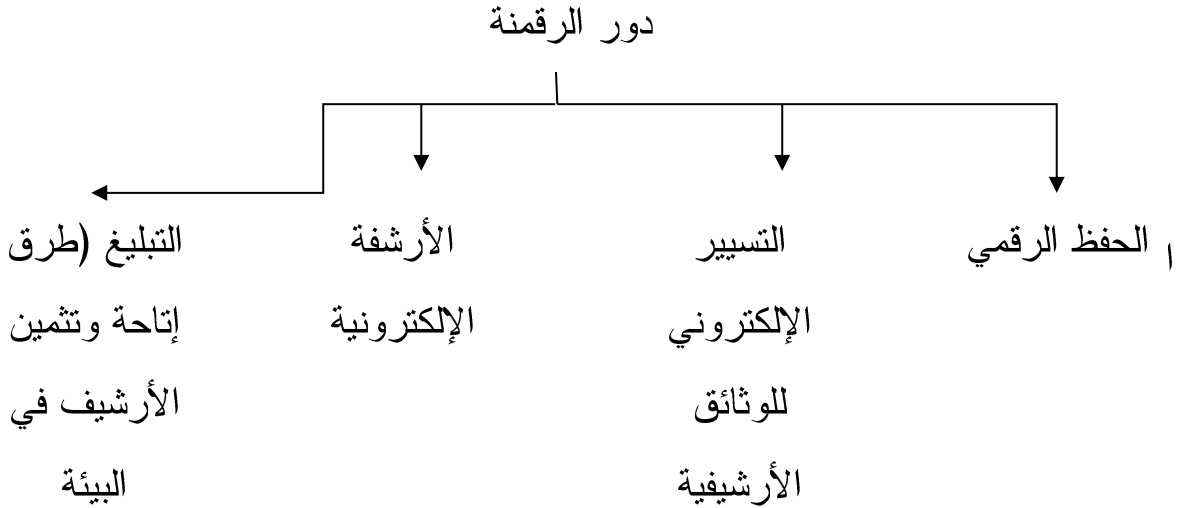 دور الرقمنة
ا الحفظ الرقمي
التسيير
الإلكتروني
للوثائق
الأرشيفية
الأرشفة
الإلكترونية
التبليغ (طرق
إتاحة وتثمين
الأرشيف في
البيئة